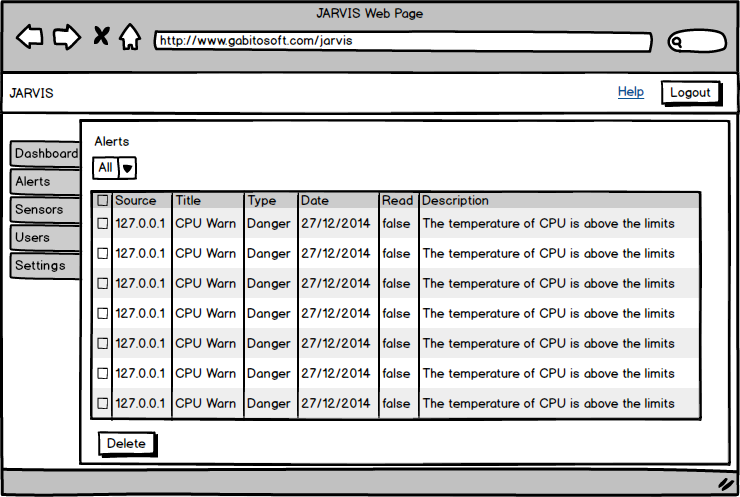 JARVIS Web Page
http://www.gabitosoft.com/jarvis
JARVIS Help Logout
Dashboard
Alerts
Sensors
Users
Settings
Alerts
All
Source Title Type Date Read Description
127.0.0.1 CPU Warn Danger 27/12/2014 false The temperature of CPU is above the limits
127.0.0.1 CPU Warn Danger 27/12/2014 false The temperature of CPU is above the limits
127.0.0.1 CPU Warn Danger 27/12/2014 false The temperature of CPU is above the limits
127.0.0.1 CPU Warn Danger 27/12/2014 false The temperature of CPU is above the limits
127.0.0.1 CPU Warn Danger 27/12/2014 false The temperature of CPU is above the limits
127.0.0.1 CPU Warn Danger 27/12/2014 false The temperature of CPU is above the limits
127.0.0.1 CPU Warn Danger 27/12/2014 false The temperature of CPU is above the limits
Delete